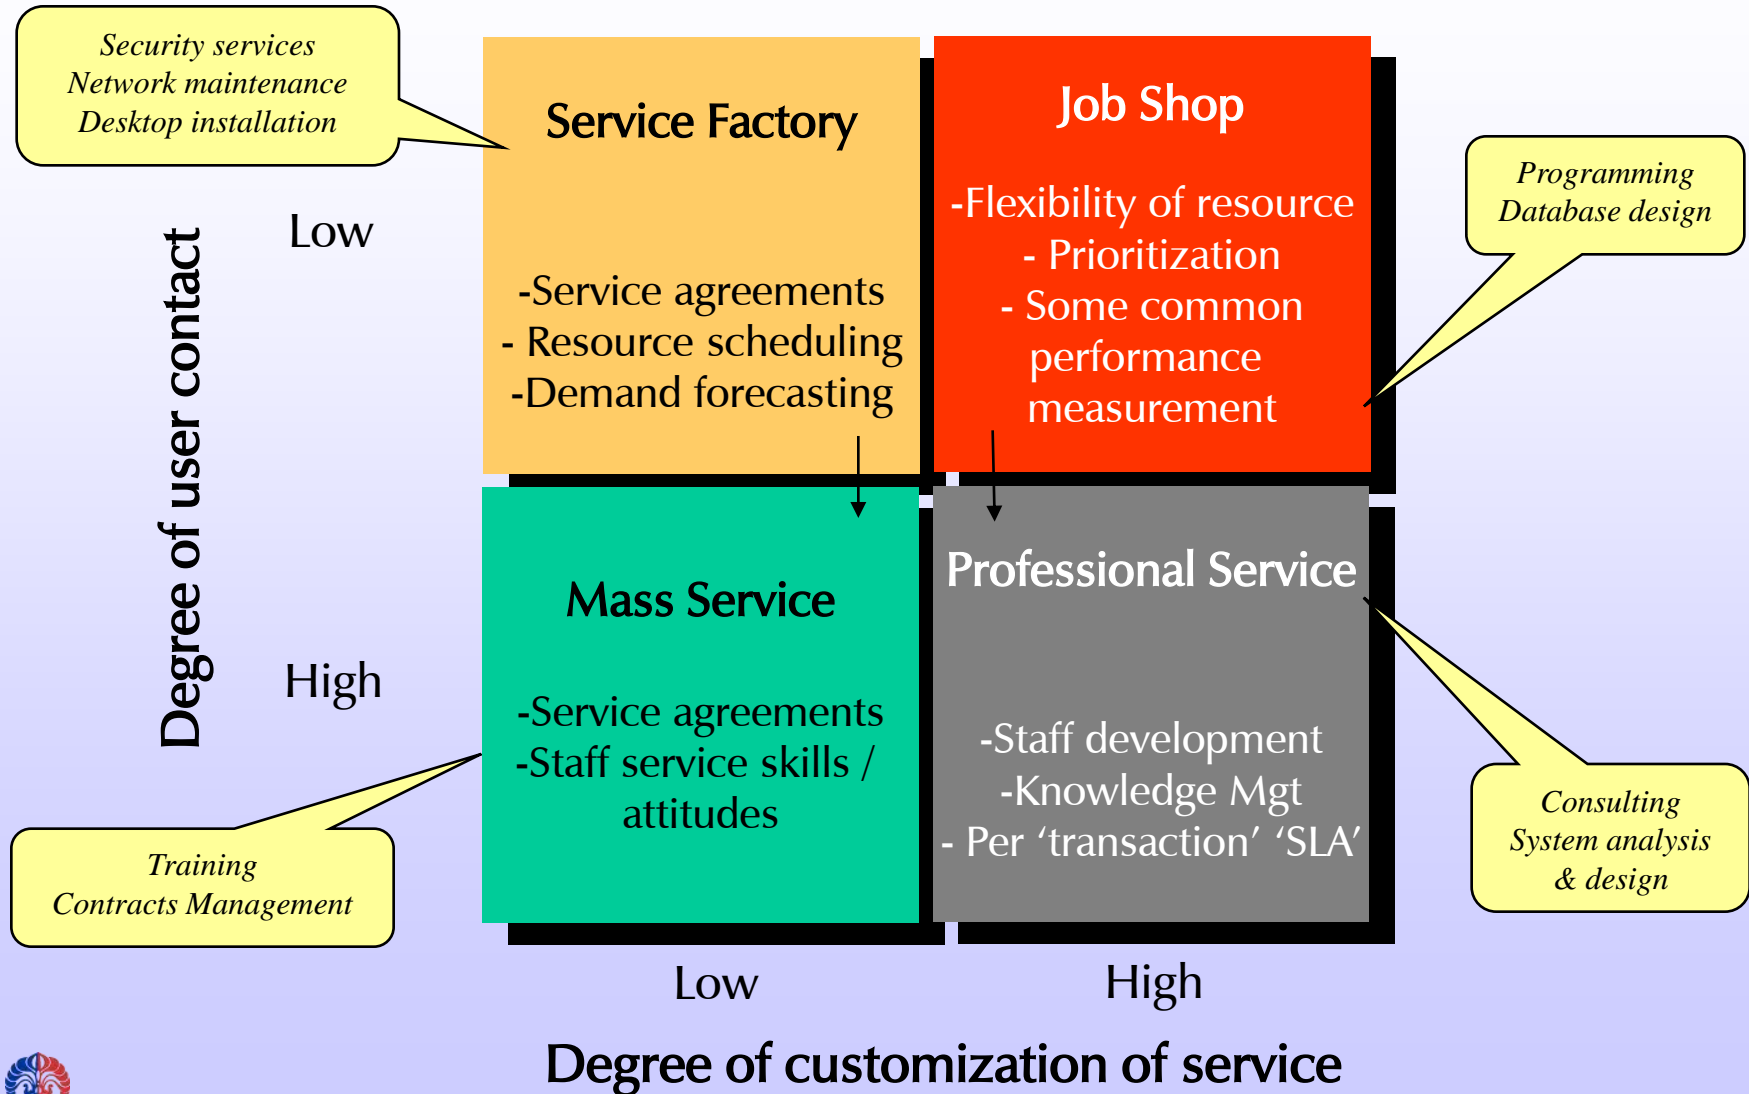 Security services
Network maintenance
Desktop installation
Service Factory
-Service agreements
- Resource scheduling
-Demand forecasting
Job Shop
-Flexibility of resource
- Prioritization
- Some common
performance
measurement
Programming
Database design
Degree of user contact
Low
High
Mass Service
-Service agreements
-Staff service skills /
attitudes
Professional Service
-Staff development
-Knowledge Mgt
- Per ‘transaction’ ‘SLA’
Training
Contracts Management
Consulting
System analysis
& design
Low
High
Degree of customization of service